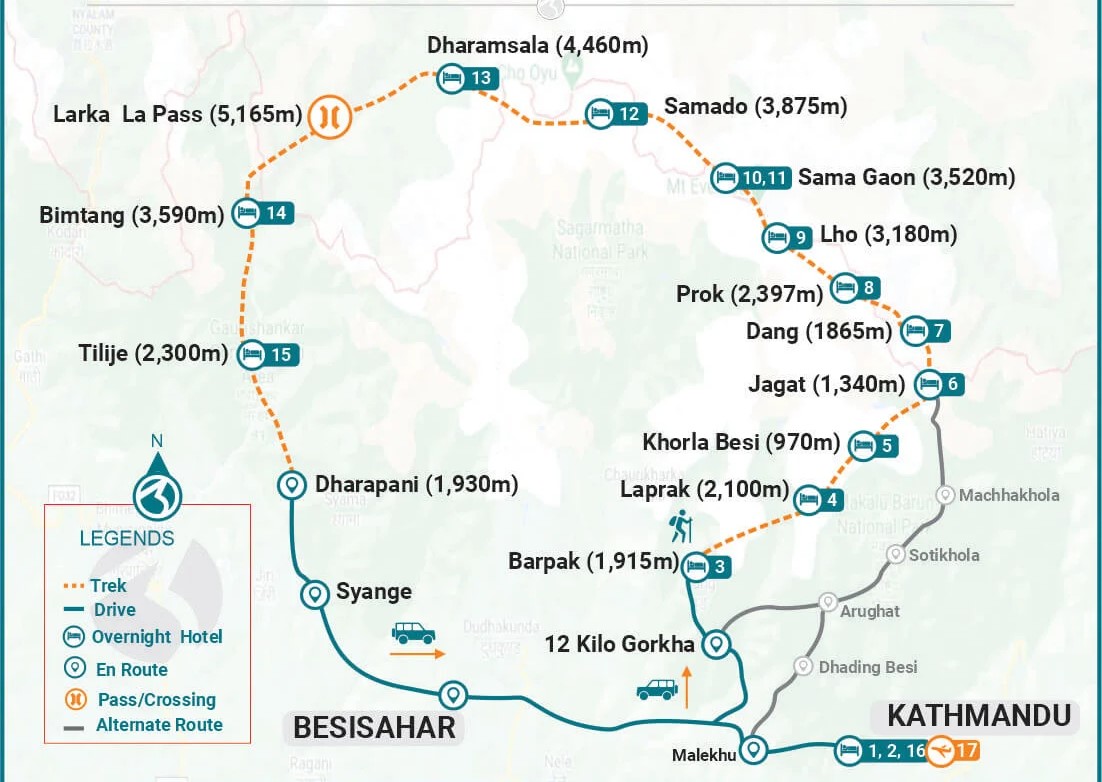 NYALAM
COUNTY
Dharamsala (4,460m)
13
Cho Oyu
Larka La Pass (5,165m)
12
Samado (3,875m)
10,11
Sama Gaon (3,520m)
Mt Eve
Bimtang (3,590m)
14
Kodari
Sagarmatha
National Park
9
Lho (3,180m)
Prok (2,397m)
8
Dang (1865m)
7
Gaurishankar
Gathi
Tilije (2,300m)
15
Area
Jagat (1,340m)
6
N
Khorla Besi (970m)
5
Chaurikharka
F032
Dharapani (1,930m)
Syama
Laprak (2,100m)
4
Makalu Barun
National Park
Machhakhola
LEGENDS
Trek
Drive
Overnight Hotel
En Route
Pass/Crossing
Alternate Route
Barpak (1,915m)
3
Sotikhola
Jiri
Syange
Arughat
Dudhakunda
12 Kilo Gorkha
Dhading Besi
BESISAHAR
KATHMANDU
Malekhu
1, 2, 16
17
Ragani
Nele